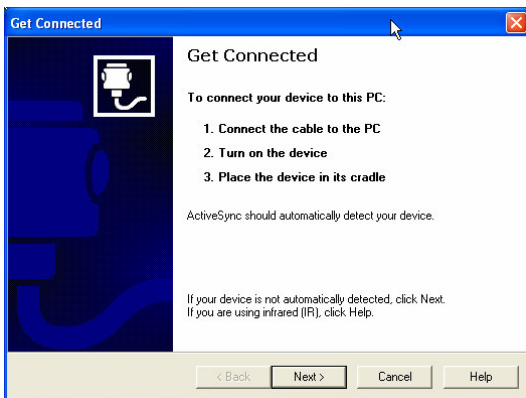 Get Connected
Get Connected
To connect your device to this PC:
1. Connect the cable to the PC
2. Turn on the device
3. Place the device in its cradle
ActiveSync should automatically detect your device.
If your device is not automatically detected, click Next.
If you are using infrared (IR), click Help.
< Back Next > Cancel Help